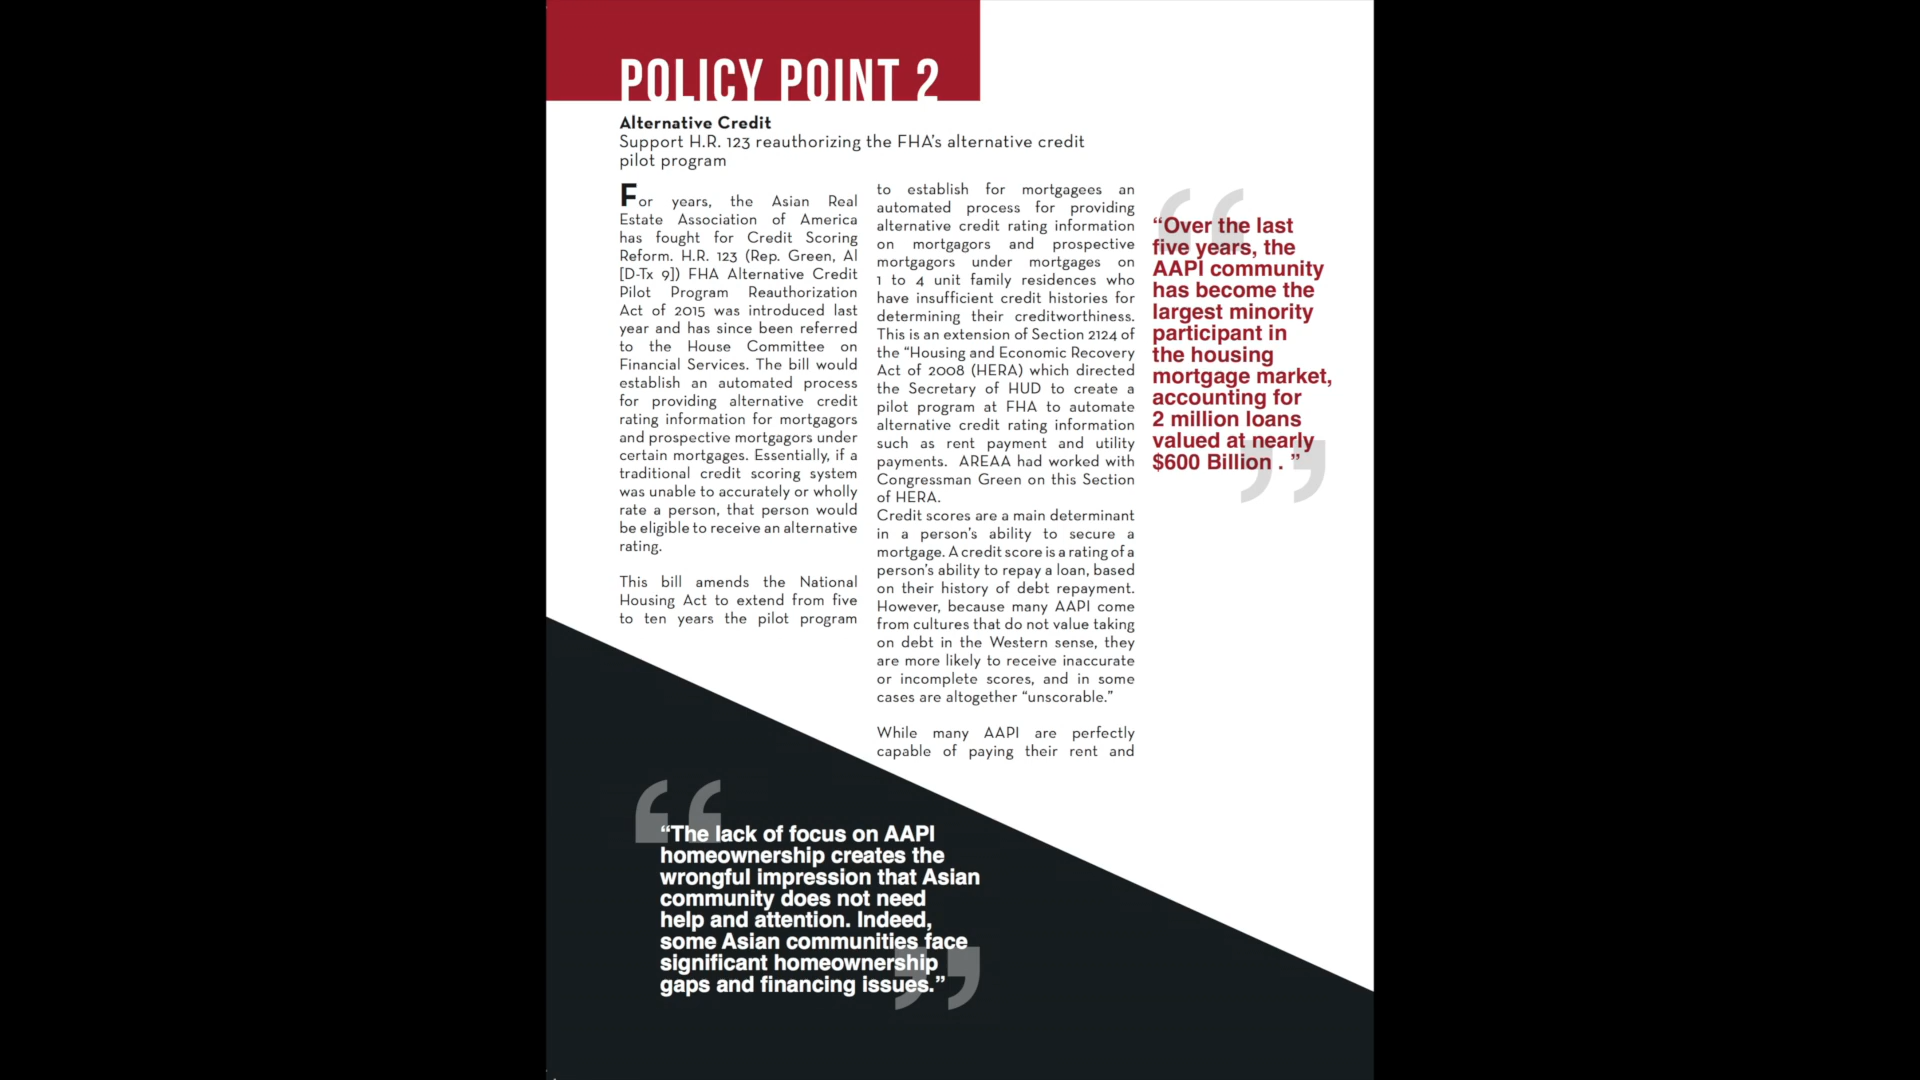 POLICY POINT 2
Alternative Credit
Support H.R. 123 reauthorizing the FHA's alternative credit
pilot program
For years, the Asian Real
Estate Association of America
has fought for Credit Scoring
Reform. H.R. 123 (Rep. Green, Al
[D-Tx 9]) FHA Alternative Credit
Pilot Program Reauthorization
Act of 2015 was introduced last
year and has since been referred
to the House Committee on
Financial Services. The bill would
establish an automated process
for providing alternative credit
rating information for mortgagors
and prospective mortgagors under
certain mortgages. Essentially, if a
traditional credit scoring system
was unable to accurately or wholly
rate a person, that person would
be eligible to receive an alternative
rating.
This bill amends the National
Housing Act to extend from five
to ten years the pilot program
to establish for mortgagees an
automated process for providing
alternative credit rating information
on mortgagors and prospective
mortgagors under mortgages on
1 to 4 unit family residences who
have insufficient credit histories for
determining their creditworthiness.
This is an extension of Section 2124 of
the “Housing and Economic Recovery
Act of 2008 (HERA) which directed
the Secretary of HUD to create a
pilot program at FHA to automate
alternative credit rating information
such as rent payment and utility
payments. AREAA had worked with
Congressman Green on this Section
of HERA.
Credit scores are a main determinant
in a person's ability to secure a
mortgage. A credit score is a rating of a
person's ability to repay a loan, based
on their history of debt repayment.
However, because many AAPI come
from cultures that do not value taking
on debt in the Western sense, they
are more likely to receive inaccurate
or incomplete scores, and in some
cases are altogether “unscorable.”
While many AAPI are perfectly
capable of paying their rent and
“Over the last
five years, the
AAPI community
has become the
largest minority
participant in
the housing
mortgage market,
accounting for
2 million loans
valued at nearly
$600 Billion . ”
“The lack of focus on AAPI
homeownership creates the
wrongful impression that Asian
community does not need
help and attention. Indeed,
some Asian communities face
significant homeownership
gaps and financing issues.”